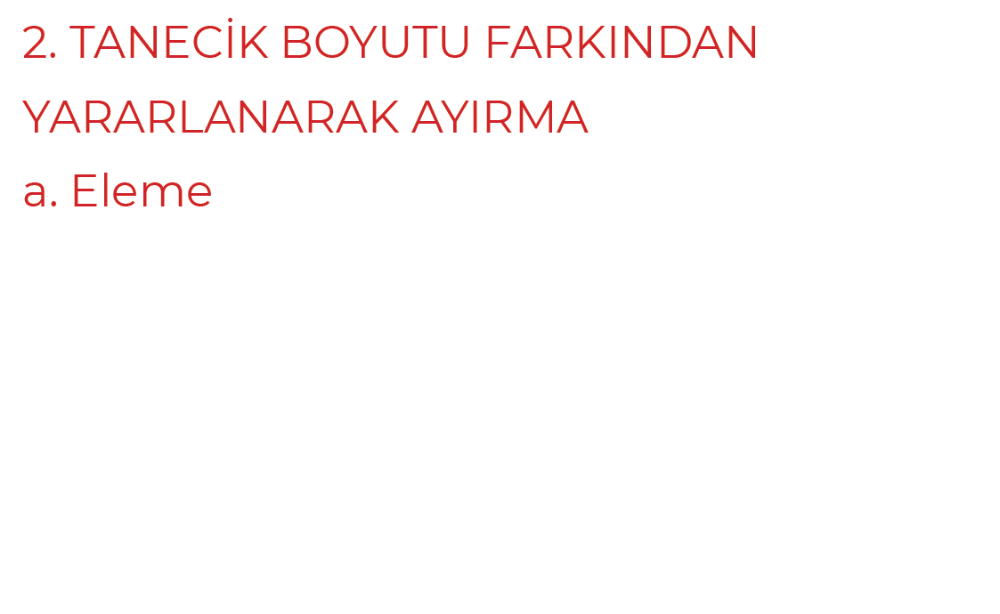 2. TANECİK BOYUTU FARKINDAN
YARARLANARAK AYIRMA
a. Eleme